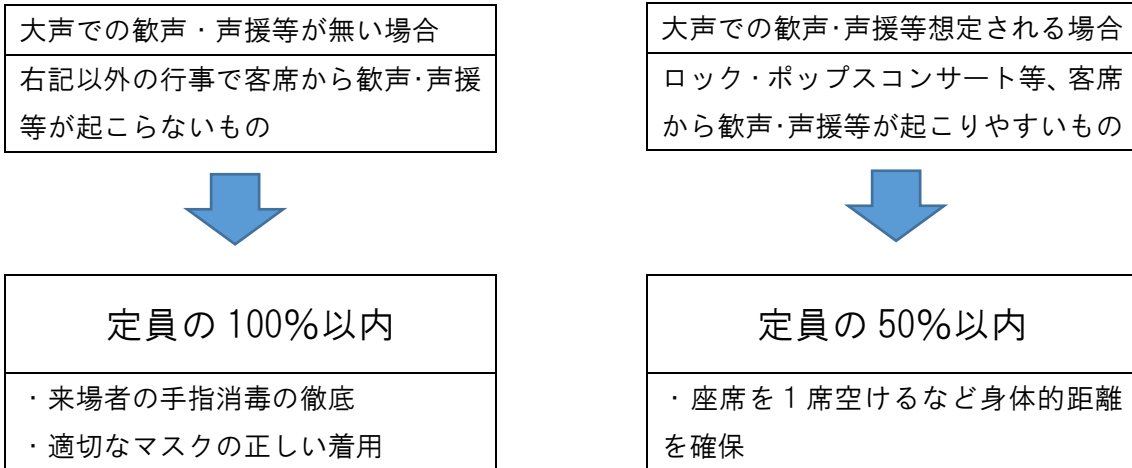 大声での歓声・声援等が無い場合
右記以外の行事で客席から歓声・声援
等が起こらないもの
定員の 100%以内
・来場者の手指消毒の徹底
・適切なマスクの正しい着用
大声での歓声・声援等想定される場合
ロック・ポップスコンサート等、客席
から歓声・声援等が起こりやすいもの
定員の 50%以内
・座席を1席空けるなど身体的距離
を確保